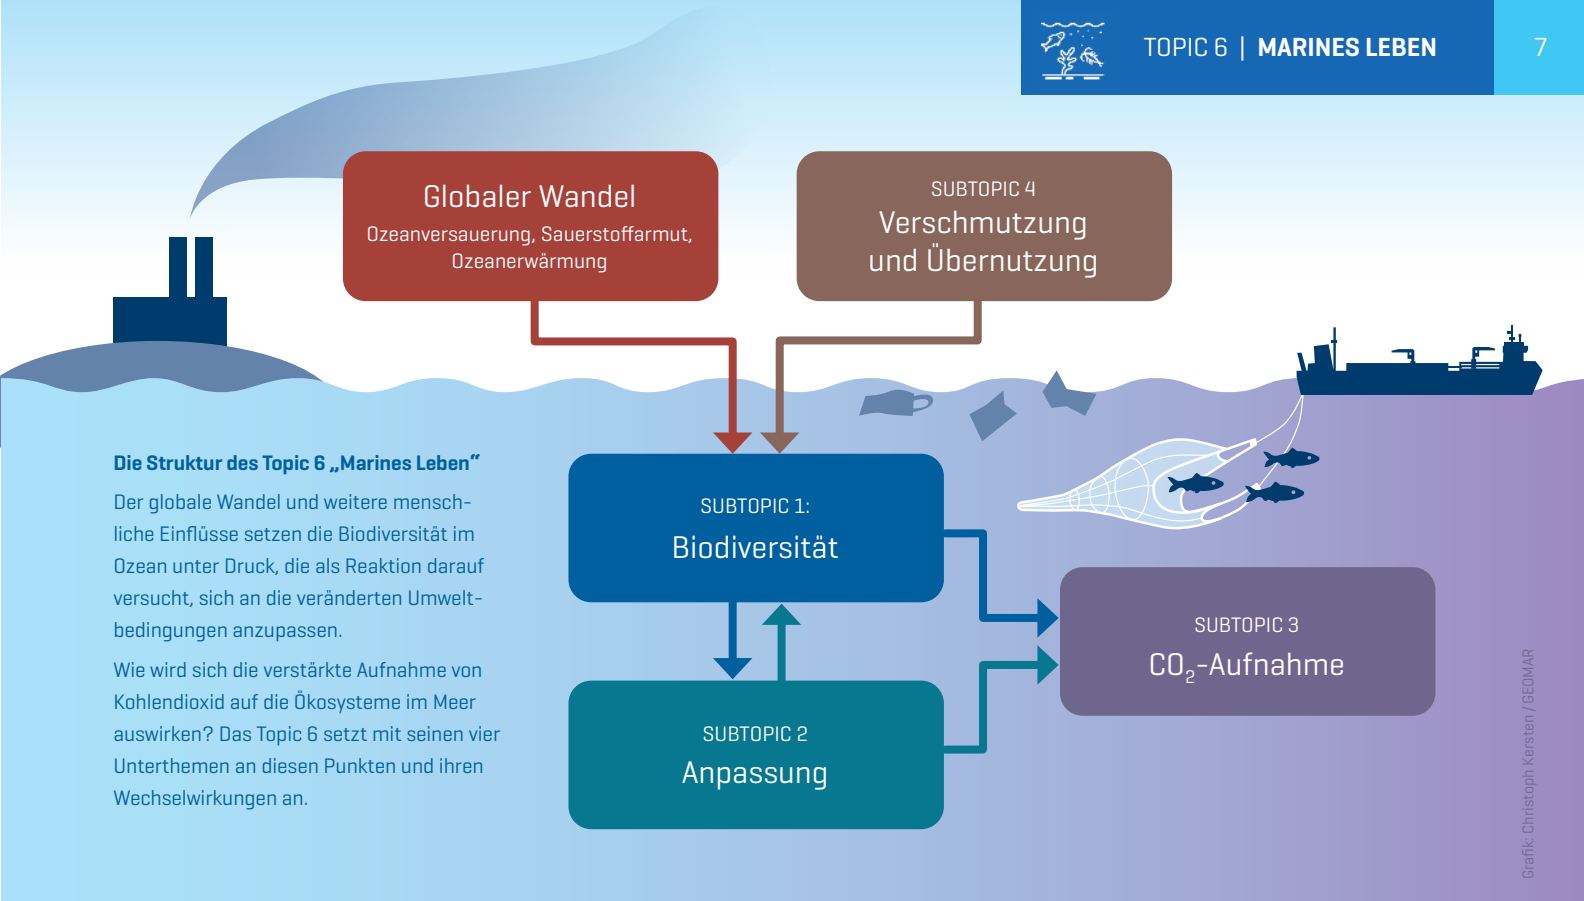 TOPIC 6 | MARINES LEBEN
7
Globaler Wandel
Ozeanversauerung, Sauerstoffarmut,
Ozeanerwärmung
SUBTOPIC 4
Verschmutzung
und Übernutzung
Die Struktur des Topic 6 „Marines Leben“
Der globale Wandel und weitere mensch-
liche Einflüsse setzen die Biodiversität im
Ozean unter Druck, die als Reaktion darauf
versucht, sich an die veränderten Umwelt-
bedingungen anzupassen.
Wie wird sich die verstärkte Aufnahme von
Kohlendioxid auf die Ökosysteme im Meer
auswirken? Das Topic 6 setzt mit seinen vier
Unterthemen an diesen Punkten und ihren
Wechselwirkungen an.
SUBTOPIC 1:
Biodiversität
SUBTOPIC 2
Anpassung
SUBTOPIC 3
CO₂-Aufnahme
Grafik: Christoph Kersten / GEOMAR